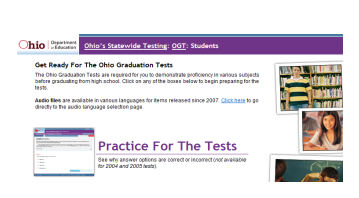 Ohio Department of Education
Ohio's Statewide Testing: OGT: Students
Get Ready For The Ohio Graduation Tests
The Ohio Graduation Tests are required for you to demonstrate proficiency in various subjects
before graduating from high school. Click on any of the boxes below to begin preparing for the
tests.
Audio files are available in various languages for items released since 2007. Click here to go
directly to the audio language selection page.
Practice For The Tests
See why answer options are correct or incorrect (not available
for 2004 and 2005 tests).